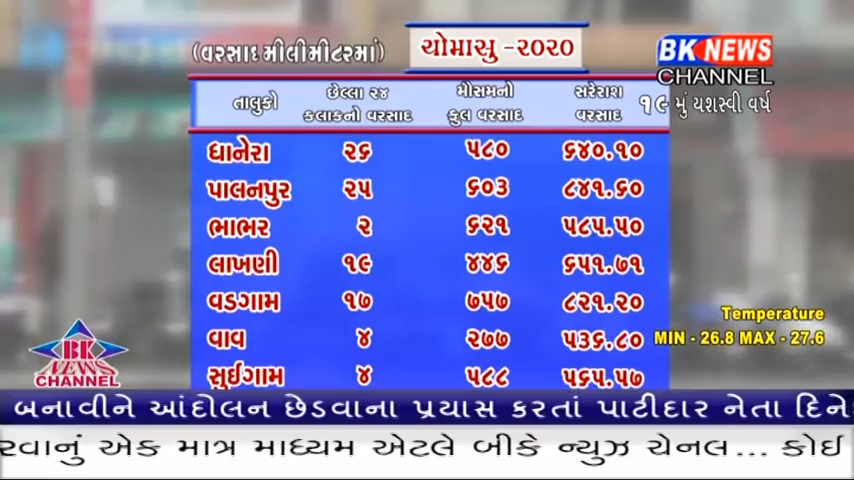 (વરસાદ મીલીમીટરમાં) ચોમાસુ -૨૦૨૦
BK NEWS
CHANNEL
૧૯ મું યશસ્વી વર્ષ
તાલુકો છેલ્લા ૨૪ કલાકનો વરસાદ મૌસમનો કુલ વરસાદ સરેરાશ વરસાદ
ધાનેરા ૨૬ ૫૮૦ ૬૪૦.૧૦
પાલનપુર ૨૫ ૬૦૩ ૮૪૧.૬૦
ભાભર ૨ ૬૨૧ ૫૮૫.૫૦
લાખણી ૧૯ ૪૪૬ ૬૫૧.૭૧
વડગામ ૧૭ ૭૫૭ ૮૨૧.૨૦
વાવ ૪ ૨૭૭ ૫૩૬.૮૦
સુઈગામ ૪ ૫૮૮ ૫૬૫.૫૭
Temperature
MIN - 26.8 MAX - 27.6
BK
NEWS
CHANNEL
બનાવીને આંદોલન છેડવાના પ્રયાસ કરતાં પાટીદાર નેતા દિને
રવાનું એક માત્ર માધ્યમ એટલે બીકે ન્યુઝ ચેનલ... કોઈ